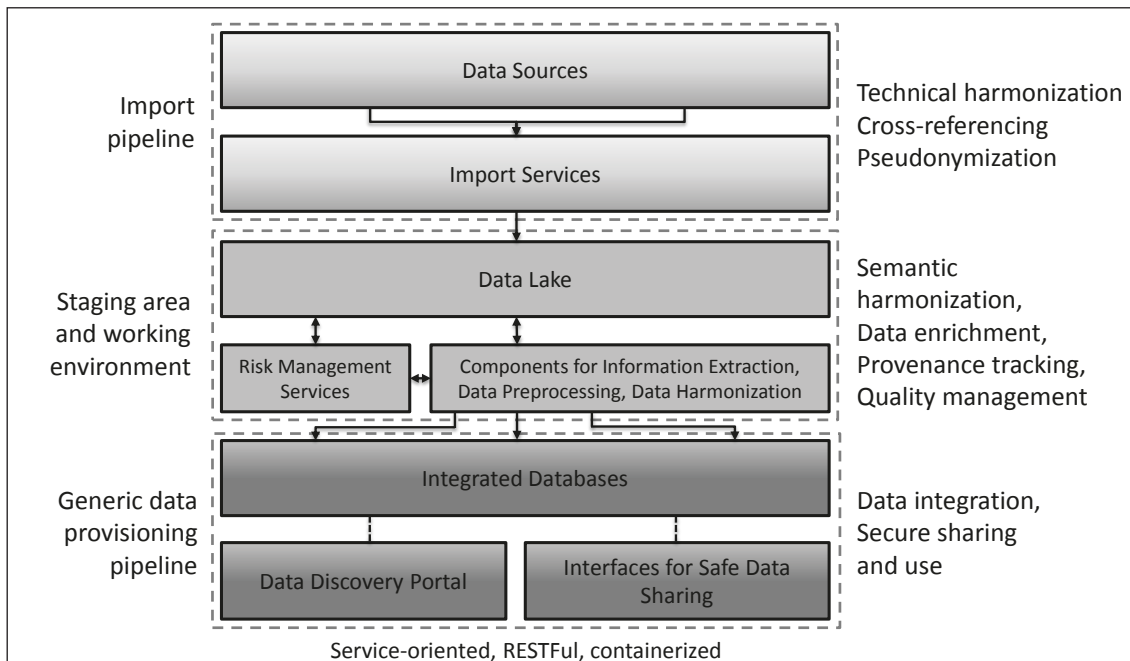 Data Sources
Import
pipeline
Technical harmonization
Cross-referencing
Pseudonymization
Import Services
Data Lake
Staging area
and working
environment
Semantic
harmonization,
Data enrichment,
Provenance tracking,
Quality management
Risk Management
Services
Components for Information Extraction,
Data Preprocessing, Data Harmonization
Integrated Databases
Generic data
provisioning
pipeline
Data integration,
Secure sharing
and use
Data Discovery Portal
Interfaces for Safe Data
Sharing
Service-oriented, RESTFul, containerized